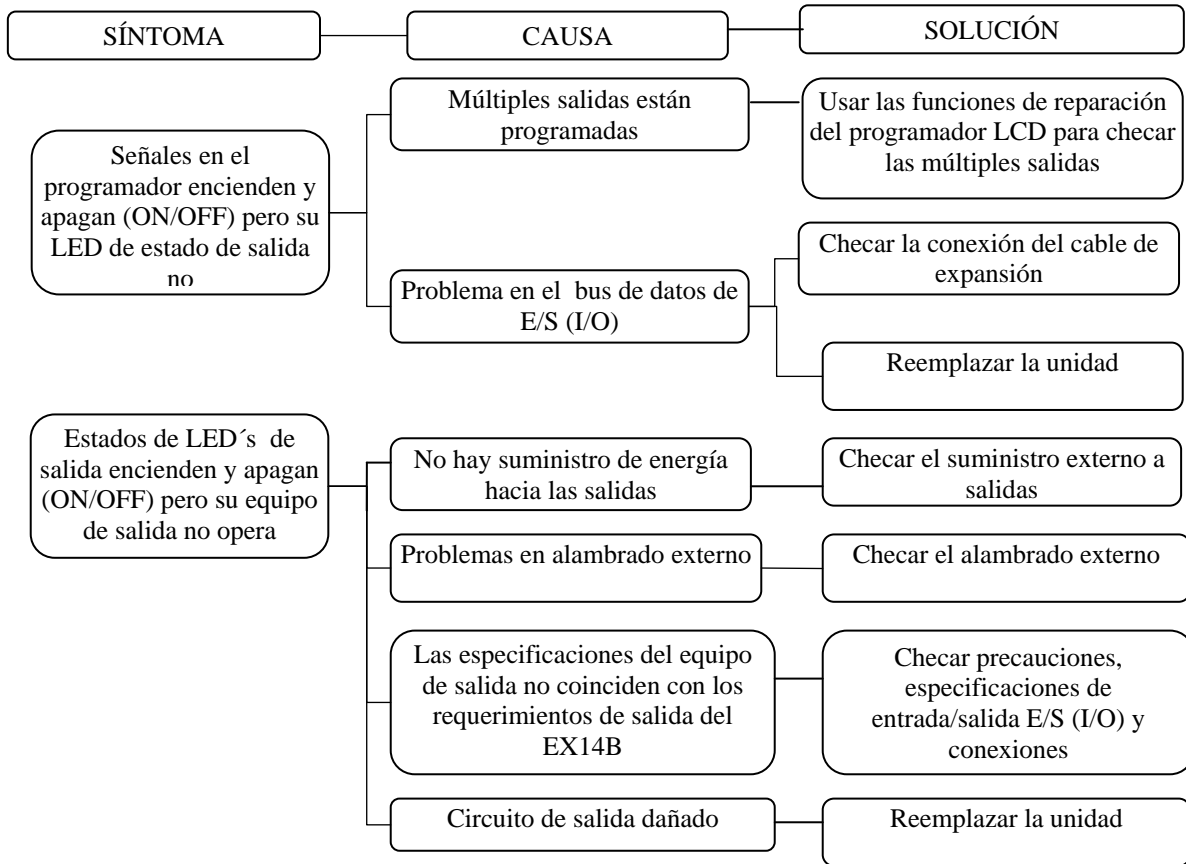 SÍNTOMA
CAUSA
SOLUCIÓN
Señales en el
programador encienden y
apagan (ON/OFF) pero su
LED de estado de salida
no
Múltiples salidas están
programadas
Usar las funciones de reparación
del programador LCD para checar
las múltiples salidas
Problema en el bus de datos de
E/S (I/O)
Checar la conexión del cable de
expansión
Reemplazar la unidad
Estados de LED´s de
salida encienden y apagan
(ON/OFF) pero su equipo
de salida no opera
No hay suministro de energía
hacia las salidas
Checar el suministro externo a
salidas
Problemas en alambrado externo
Checar el alambrado externo
Las especificaciones del equipo
de salida no coinciden con los
requerimientos de salida del
EX14B
Checar precauciones,
especificaciones de
entrada/salida E/S (I/O) y
conexiones
Circuito de salida dañado
Reemplazar la unidad